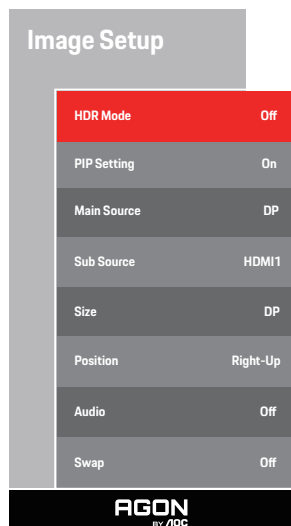 Image Setup
HDR Mode Off
PIP Setting On
Main Source DP
Sub Source HDMI1
Size DP
Position Right-Up
Audio Off
Swap Off
AGON
BY AOC